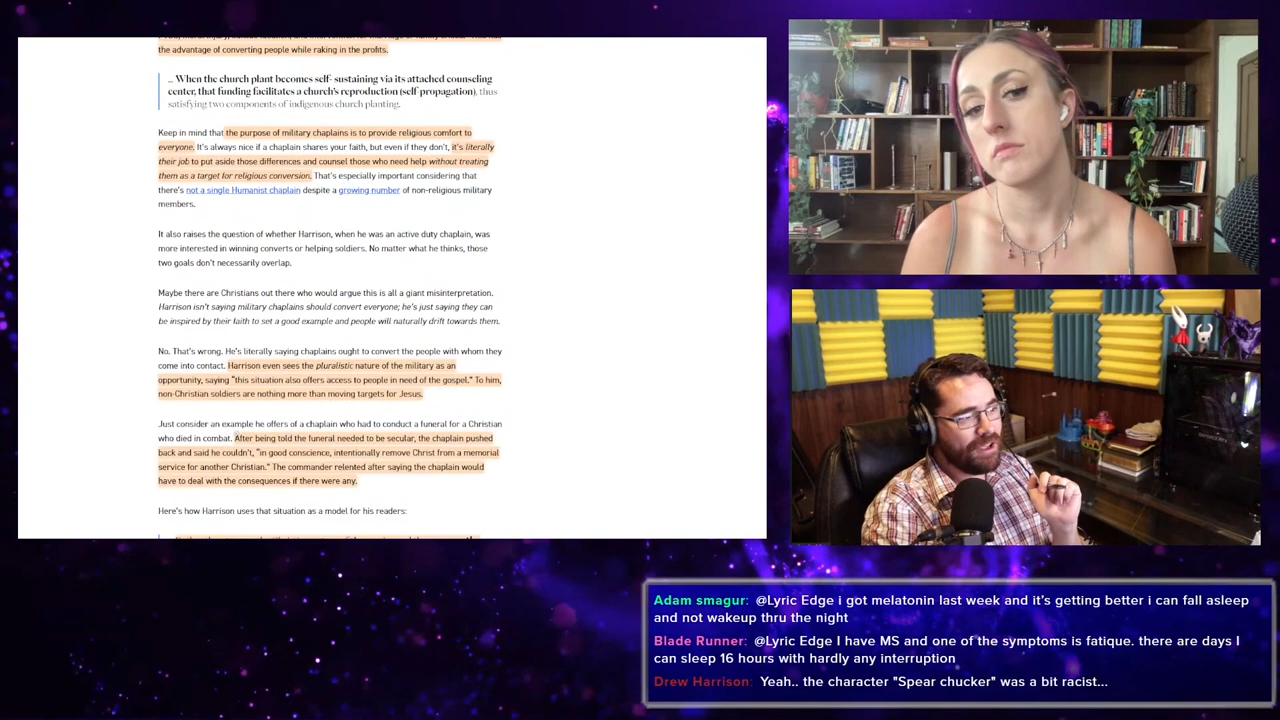 the advantage of converting people while raking in the profits.
... When the church plant becomes self- sustaining via its attached counseling
center, that funding facilitates a church's reproduction (self-propagation), thus
satisfying two components of indigenous church planting.
Keep in mind that the purpose of military chaplains is to provide religious comfort to
everyone. It's always nice if a chaplain shares your faith, but even if they don't, it's literally
their job to put aside those differences and counsel those who need help without treating
them as a target for religious conversion. That's especially important considering that
there's not a single Humanist chaplain despite a growing number of non-religious military
members.
It also raises the question of whether Harrison, when he was an active duty chaplain, was
more interested in winning converts or helping soldiers. No matter what he thinks, those
two goals don't necessarily overlap.
Maybe there are Christians out there who would argue this is all a giant misinterpretation.
Harrison isn't saying military chaplains should convert everyone; he's just saying they can
be inspired by their faith to set a good example and people will naturally drift towards them.
No. That's wrong. He's literally saying chaplains ought to convert the people with whom they
come into contact. Harrison even sees the pluralistic nature of the military as an
opportunity, saying "this situation also offers access to people in need of the gospel." To him,
non-Christian soldiers are nothing more than moving targets for Jesus.
Just consider an example he offers of a chaplain who had to conduct a funeral for a Christian
who died in combat. After being told the funeral needed to be secular, the chaplain pushed
back and said he couldn't, "in good conscience, intentionally remove Christ from a memorial
service for another Christian." The commander relented after saying the chaplain would
have to deal with the consequences if there were any.
Here's how Harrison uses that situation as a model for his readers:
Adam smagur: @Lyric Edge i got melatonin last week and it's getting better i can fall asleep
and not wakeup thru the night
Blade Runner: @Lyric Edge I have MS and one of the symptoms is fatique. there are days I
can sleep 16 hours with hardly any interruption
Drew Harrison: Yeah.. the character "Spear chucker" was a bit racist...